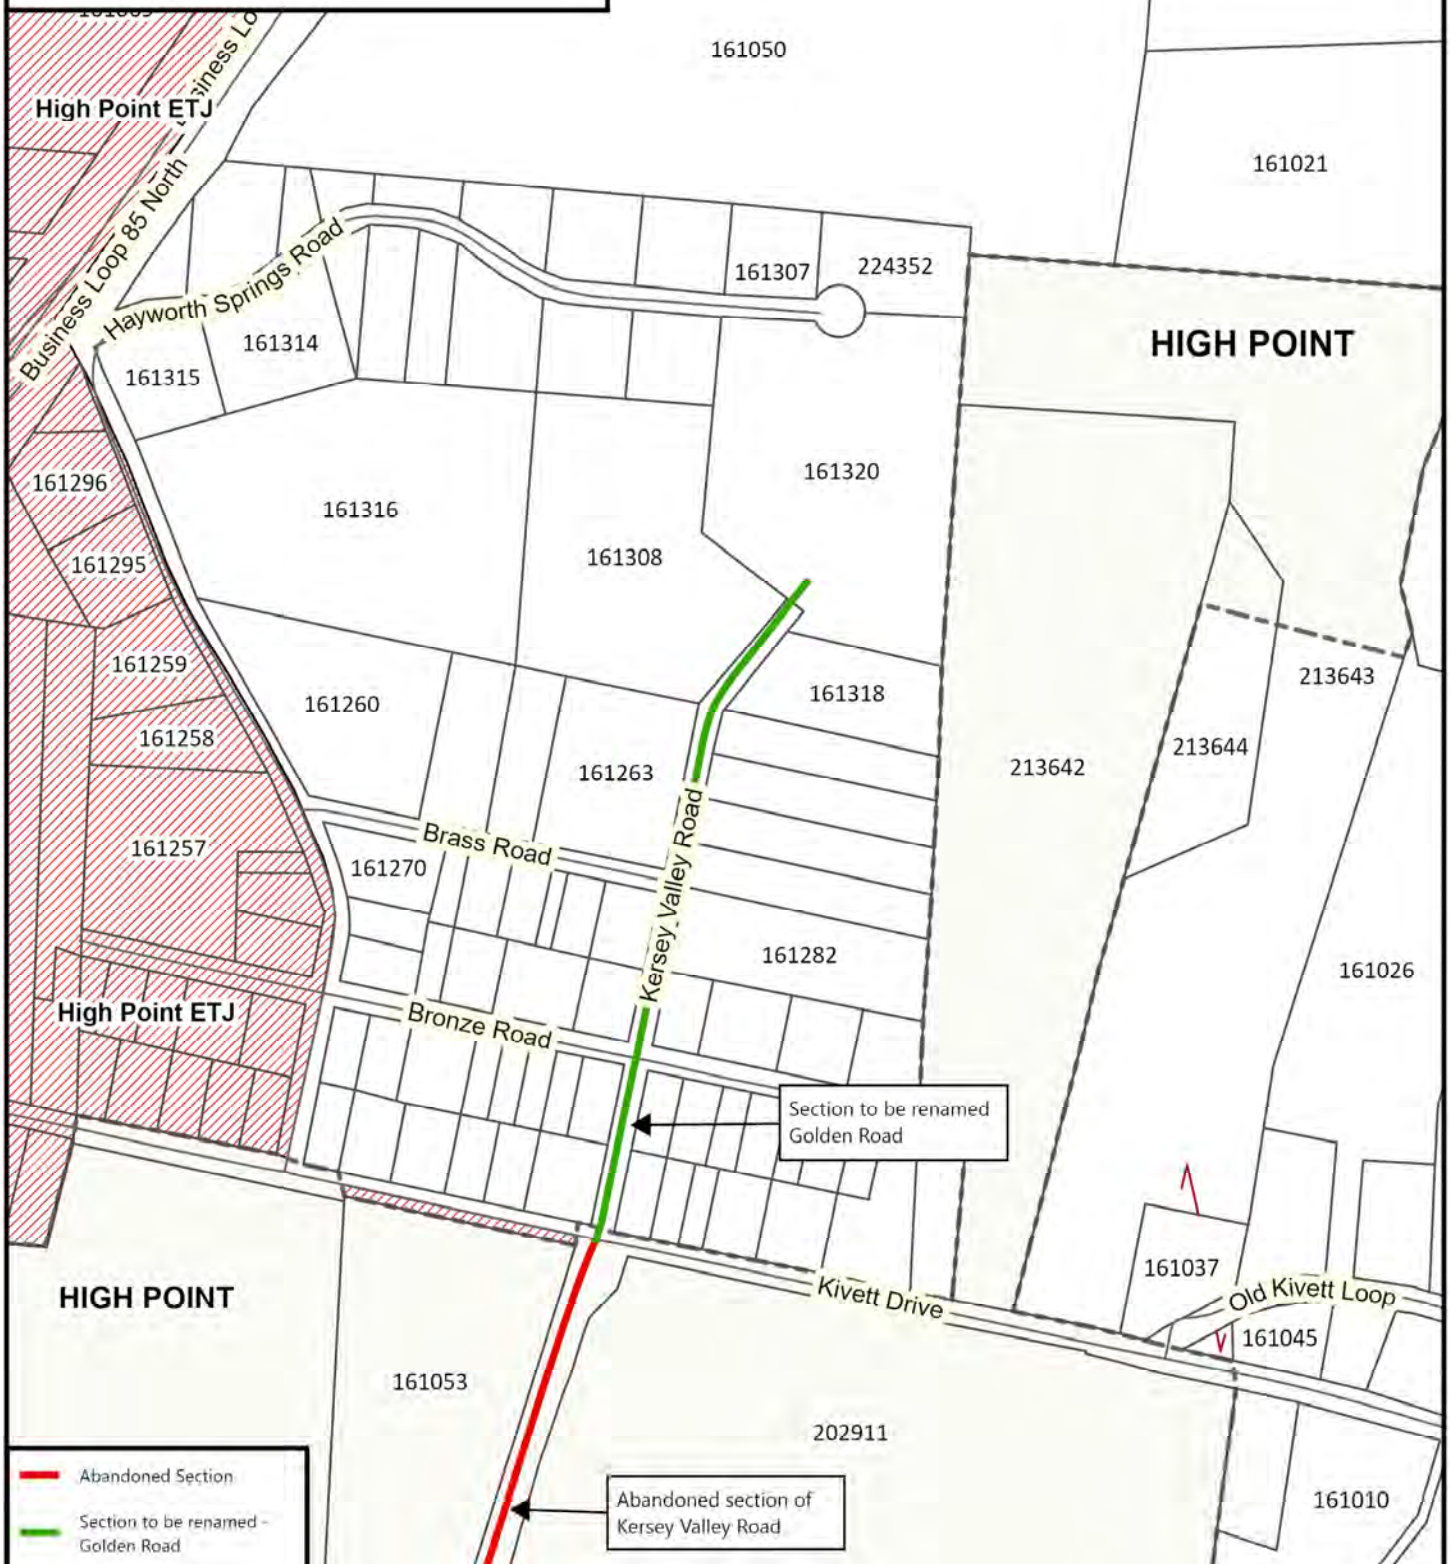 161050
High Point ETJ
Business Loop 85 North
161021
161307
224352
Hayworth Springs Road
161314
161315
HIGH POINT
161320
161296
161316
161308
161295
161259
161260
161318
161258
161263
213643
213644
213642
Kersey Valley Road
161257
Brass Road
161270
161282
161026
High Point ETJ
Bronze Road
Section to be renamed
Golden Road
161037
HIGH POINT
Kivett Drive
Old Kivett Loop
161045
161053
202911
Abandoned Section
Section to be renamed -
Golden Road
Abandoned section of
Kersey Valley Road
161010